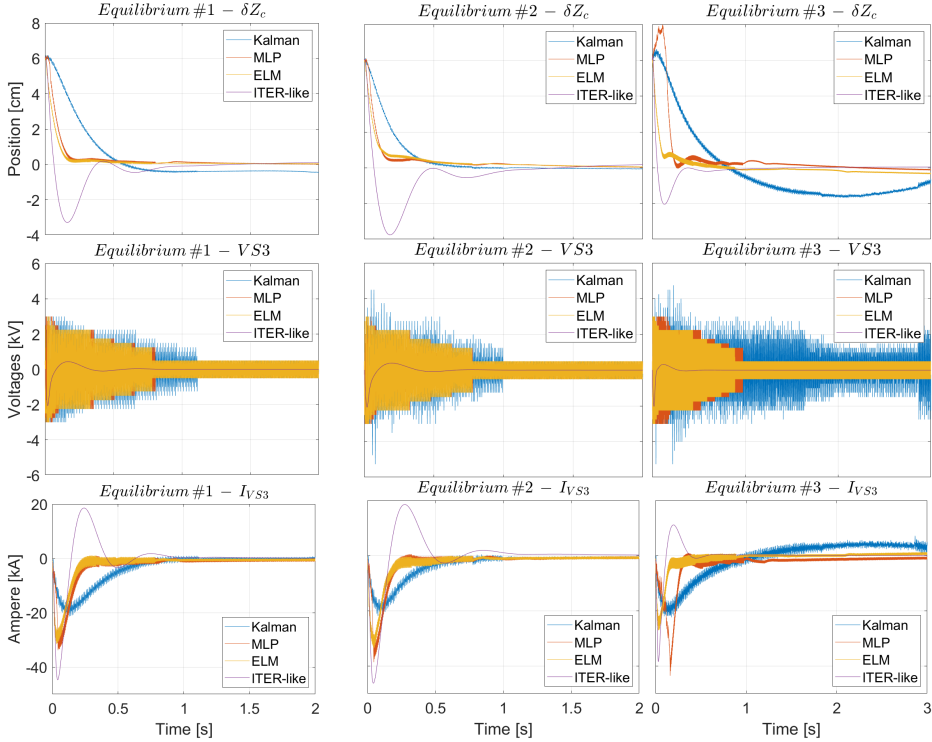 Equilibrium #1 − δZc
Equilibrium #2 − δZc
Equilibrium #3 − δZc
Position [cm]
8
6
4
2
0
-2
-4
Kalman
MLP
ELM
ITER-like
Kalman
MLP
ELM
ITER-like
Kalman
MLP
ELM
ITER-like
Equilibrium #1 − VS3
Equilibrium #2 − VS3
Equilibrium #3 − VS3
Voltages [kV]
6
4
2
0
-2
-4
-6
Kalman
MLP
ELM
ITER-like
Kalman
MLP
ELM
ITER-like
Kalman
MLP
ELM
ITER-like
Equilibrium #1 − IVS3
Equilibrium #2 − IVS3
Equilibrium #3 − IVS3
Ampere [kA]
20
0
-20
-40
Kalman
MLP
ELM
ITER-like
Kalman
MLP
ELM
ITER-like
Kalman
MLP
ELM
ITER-like
0 0.5 1 1.5 2
0 0.5 1 1.5 2
0 1 2 3
Time [s]
Time [s]
Time [s]